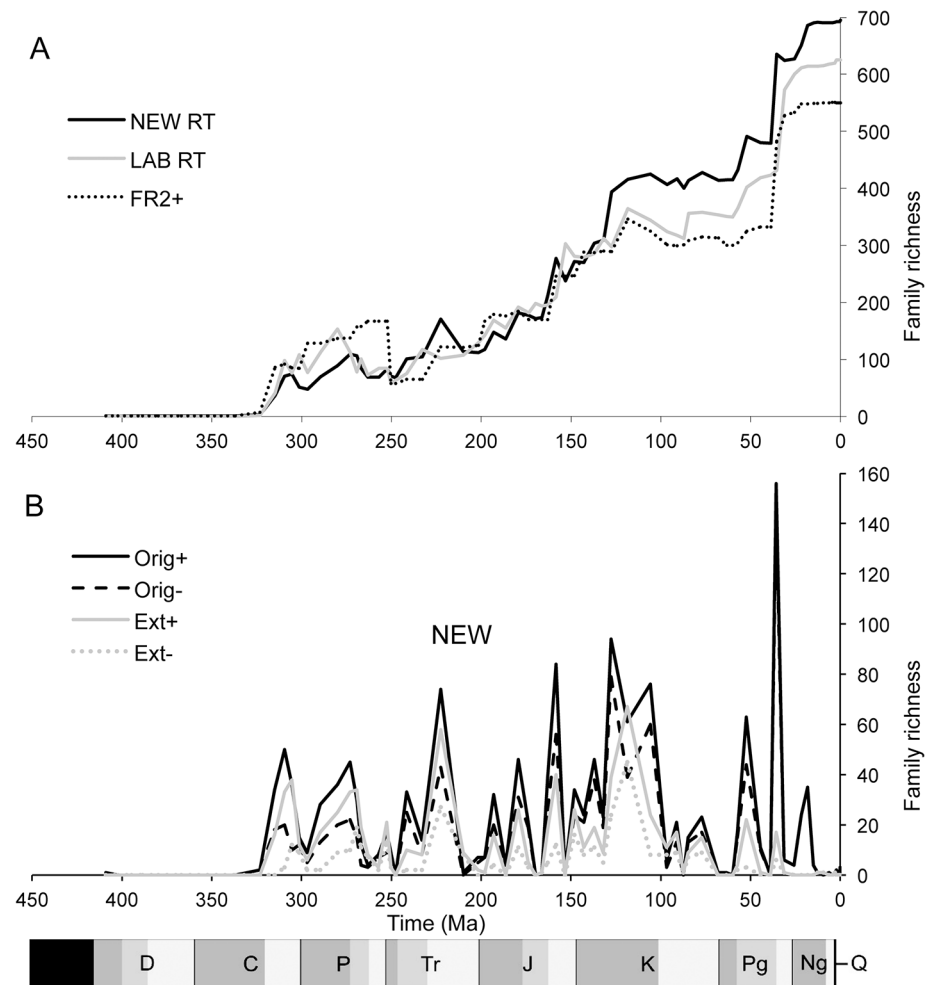 A
NEW RT
LAB RT
FR2+
700
600
500
400
300
200
100
0
Family richness
450 400 350 300 250 200 150 100 50 0
B
Orig+
Orig-
Ext+
Ext-
NEW
160
140
120
100
80
60
40
20
0
Family richness
450 400 350 300 250 200 150 100 50 0
Time (Ma)
D C P Tr J K Pg Ng Q